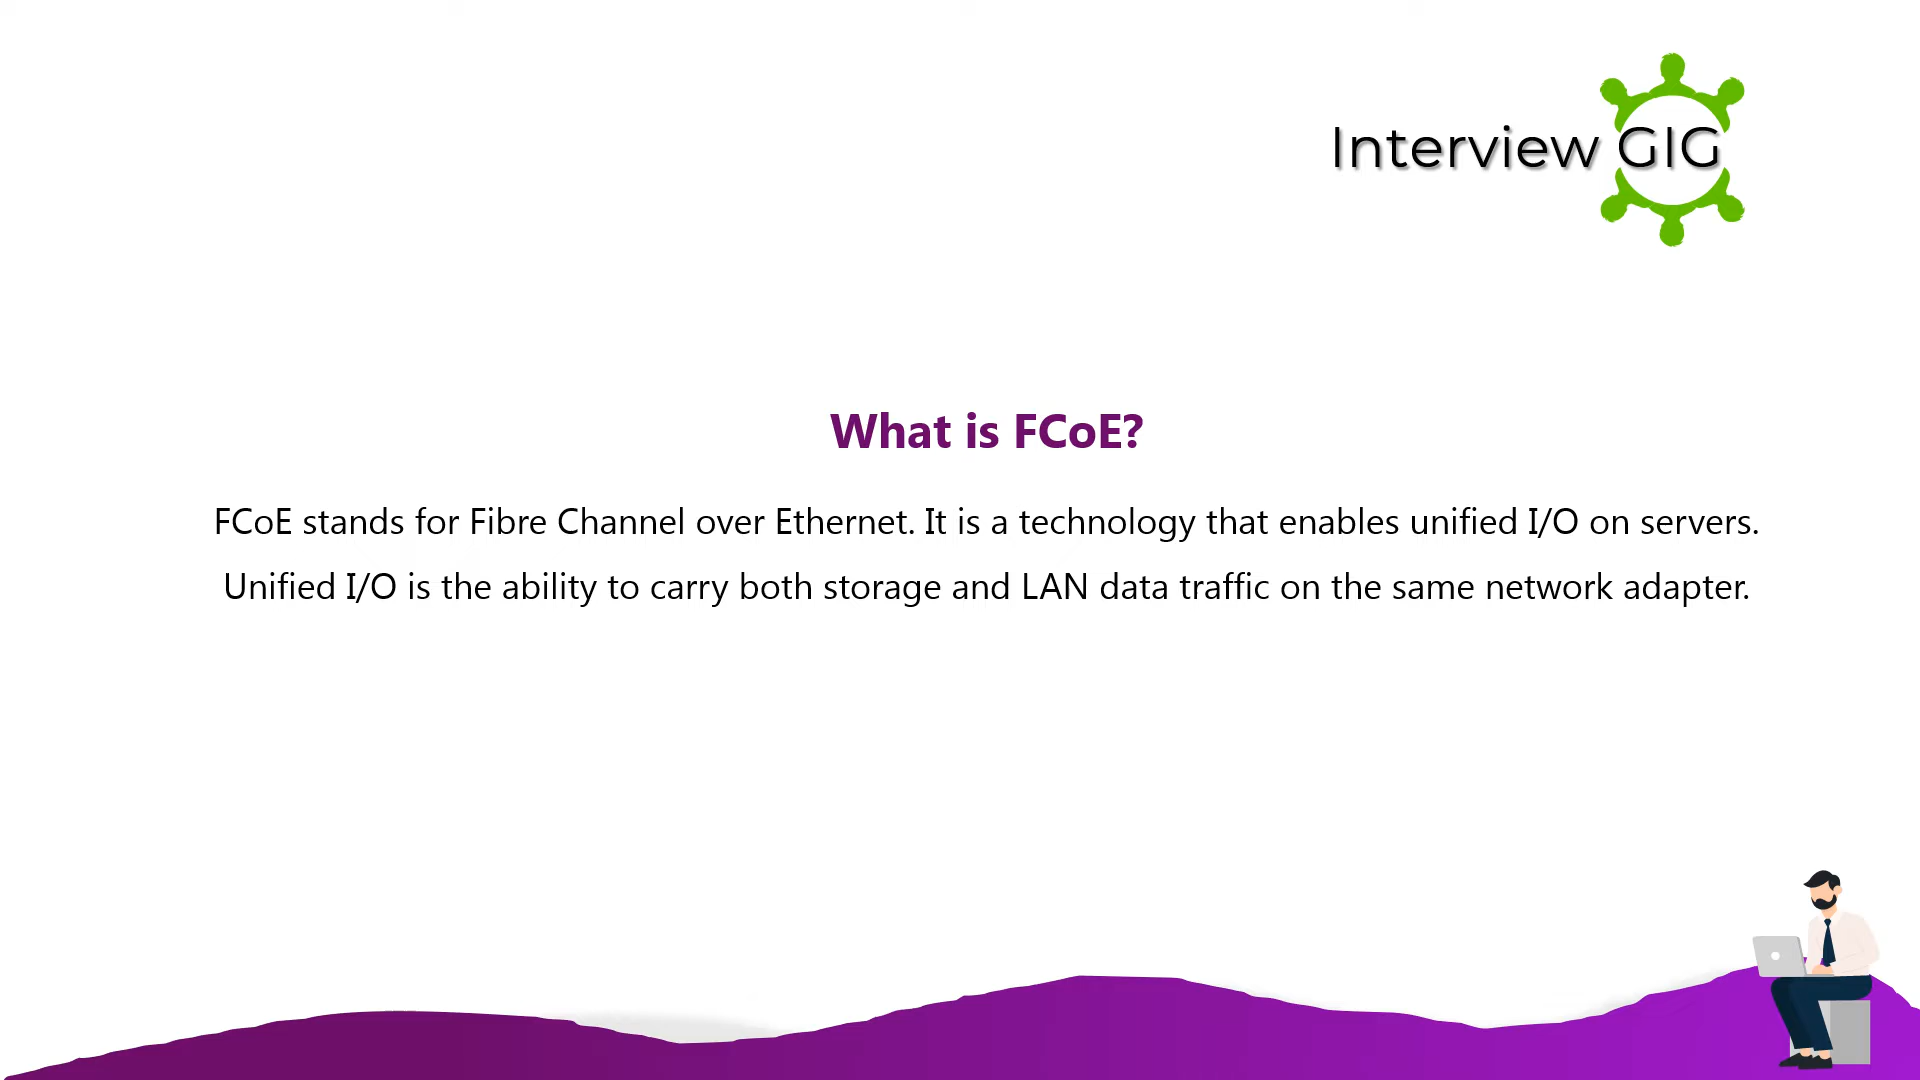 Interview GIG
What is FCoE?
FCoE stands for Fibre Channel over Ethernet. It is a technology that enables unified I/O on servers.
Unified I/O is the ability to carry both storage and LAN data traffic on the same network adapter.